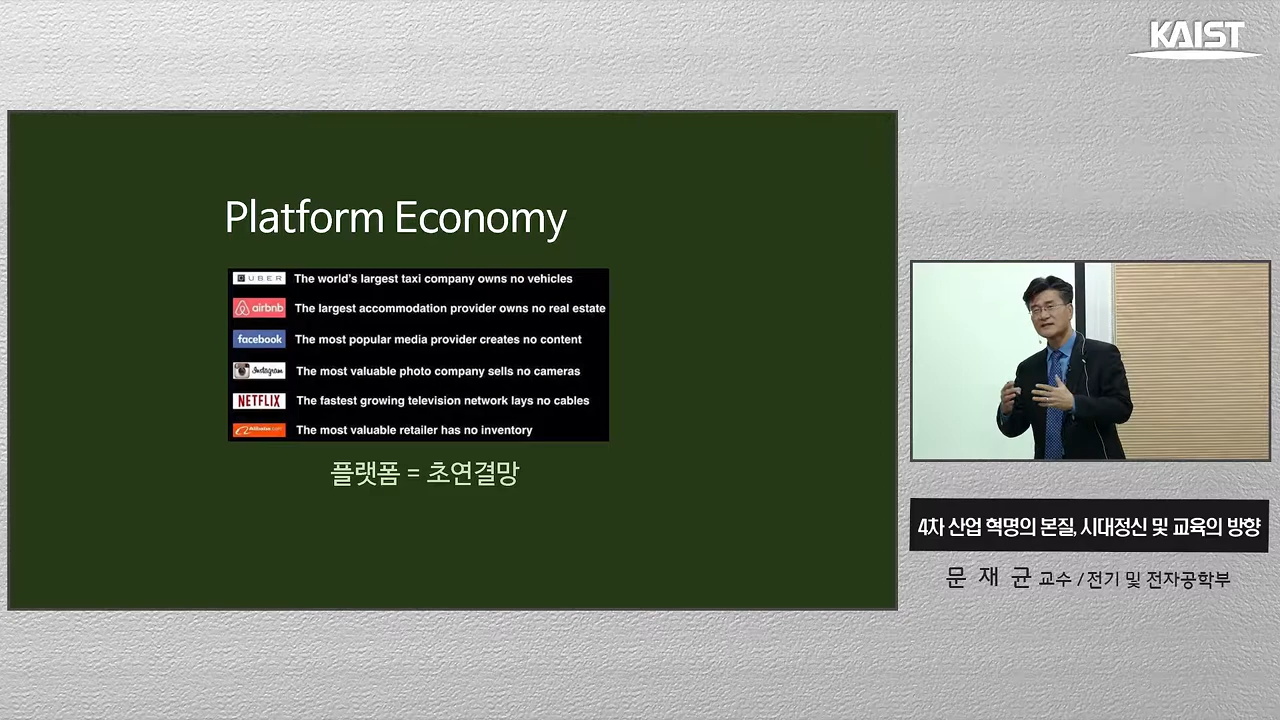 KAIST
Platform Economy
UBER The world's largest taxi company owns no vehicles
airbnb The largest accommodation provider owns no real estate
facebook The most popular media provider creates no content
Instagram The most valuable photo company sells no cameras
NETFLIX The fastest growing television network lays no cables
Alibaba.com The most valuable retailer has no inventory
플랫폼 = 초연결망
4차 산업 혁명의 본질, 시대정신 및 교육의 방향
문 재 균 교수 / 전기 및 전자공학부